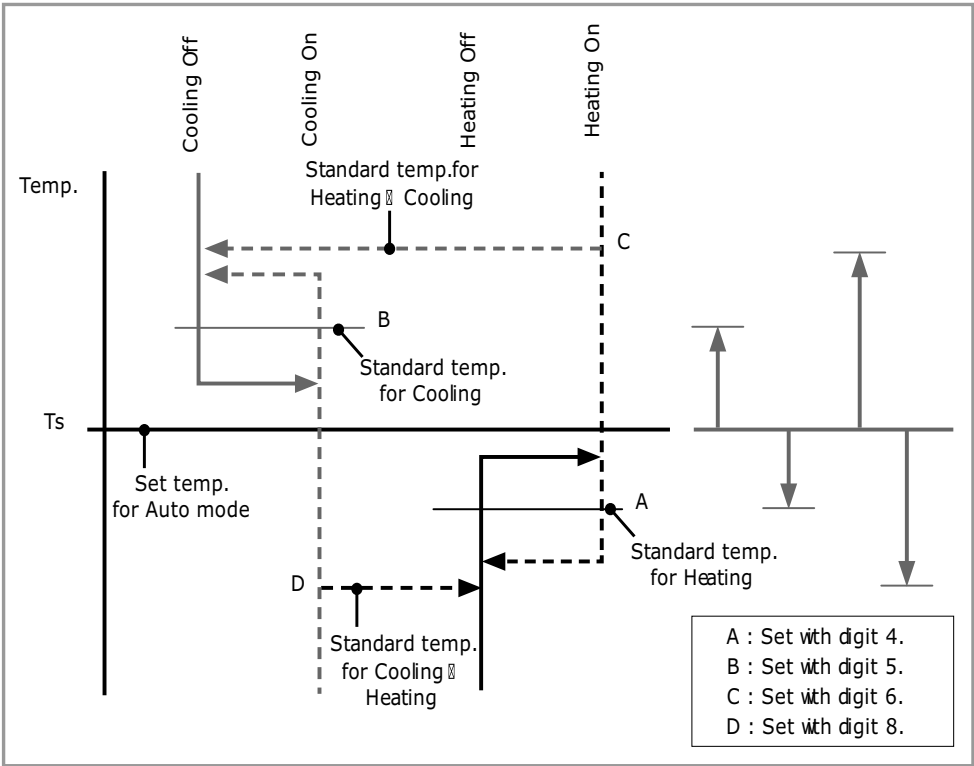 Cooling Off
Cooling On
Heating Off
Heating On
Temp.
Standard temp.for
Heating▯ Cooling
C
B
Standard temp.
for Cooling
Ts
Set temp.
for Auto mode
A
Standard temp.
for Heating
D
Standard temp.
for Cooling▯
Heating
A : Set with digit 4.
B : Set with digit 5.
C : Set with digit 6.
D : Set with digit 8.